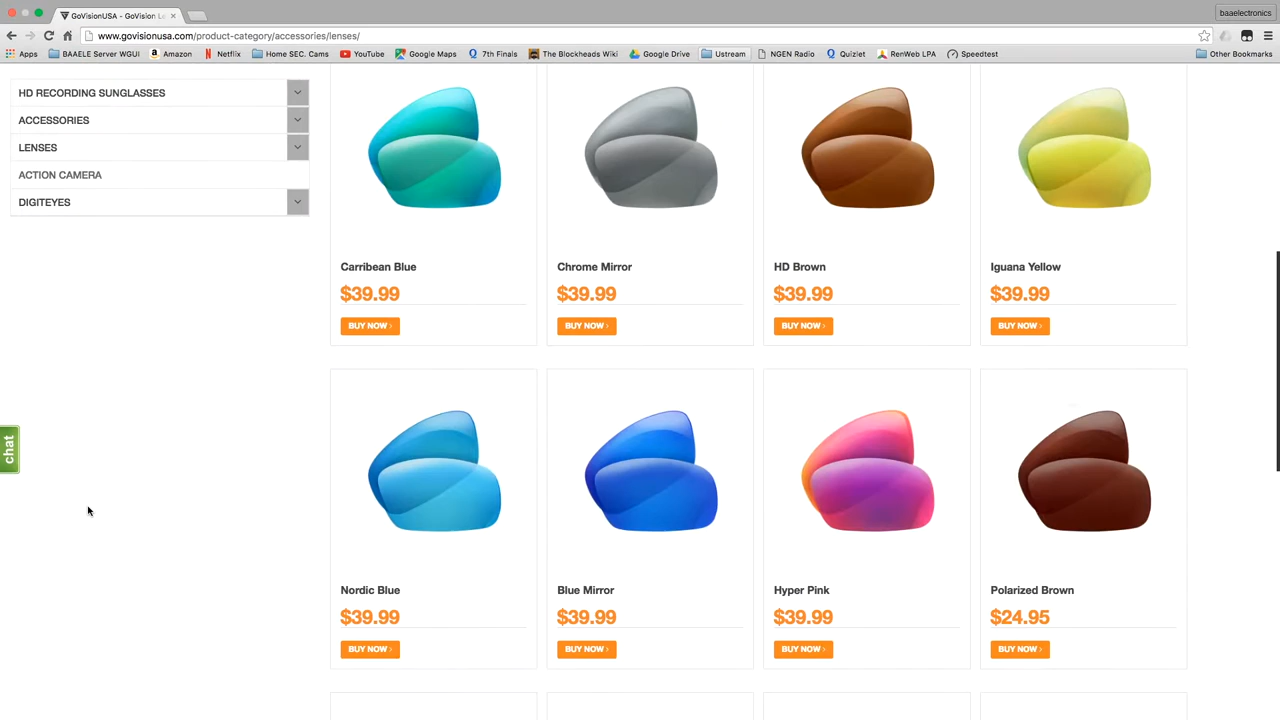 GoVisionUSA - GoVision Le
baaelectronics
www.govisionusa.com/product-category/accessories/lenses/
Apps BAAELE Server WGUI Amazon Netflix Home SEC. Cams YouTube Google Maps 7th Finals The Blockheads Wiki Google Drive Ustream NGEN Radio Quizlet RenWeb LPA Speedtest Other Bookmarks
HD RECORDING SUNGLASSES
ACCESSORIES
LENSES
ACTION CAMERA
DIGITEYES
chat
Carribean Blue Chrome Mirror HD Brown Iguana Yellow
$39.99 $39.99 $39.99 $39.99
BUY NOW › BUY NOW › BUY NOW › BUY NOW ›
Nordic Blue Blue Mirror Hyper Pink Polarized Brown
$39.99 $39.99 $39.99 $24.95
BUY NOW › BUY NOW › BUY NOW › BUY NOW ›